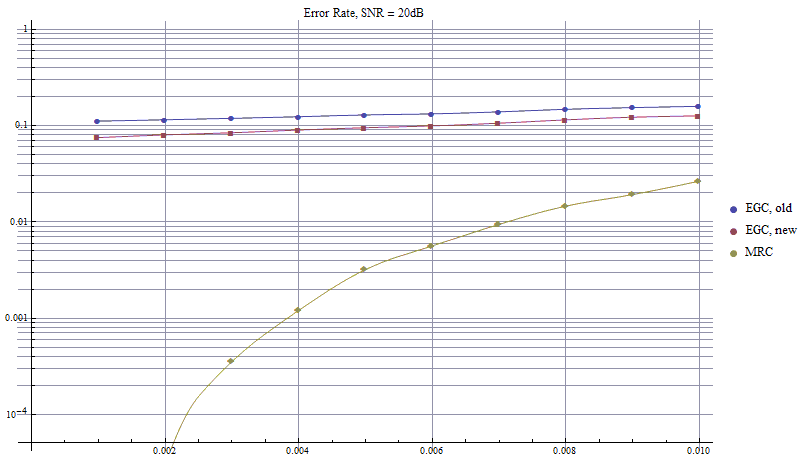 Error Rate, SNR = 20dB
1
0.1
0.01
0.001
10⁻⁴
0.002 0.004 0.006 0.008 0.010
EGC, old
EGC, new
MRC